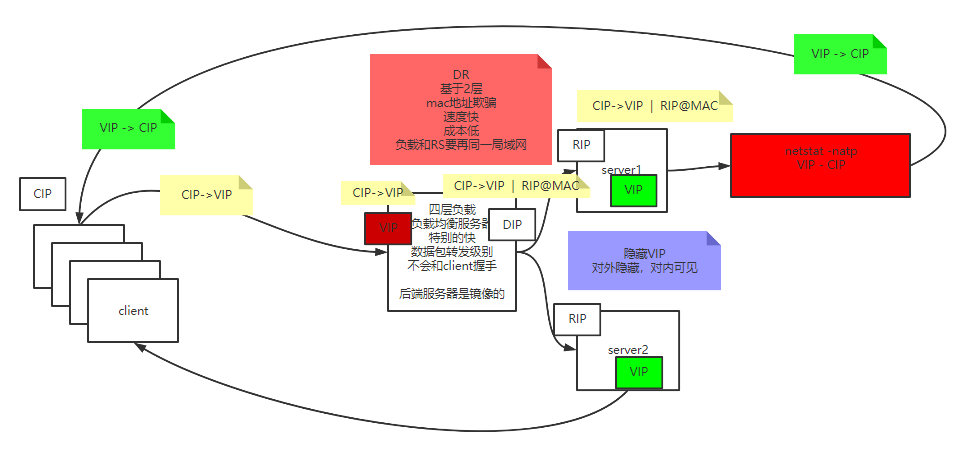 VIP -> CIP
DR
基于2层
mac地址欺骗
速度快
成本低
负载和RS要再同一局域网
CIP->VIP | RIP@MAC
VIP -> CIP
RIP
server1
VIP
netstat -natp
VIP - CIP
CIP
CIP->VIP
CIP->VIP
CIP->VIP | RIP@MAC
四层负载
负载均衡服务器
特别的快
数据包转发级别
不会和client握手
后端服务器是镜像的
VIP
DIP
隐藏VIP
对外隐藏，对内可见
client
RIP
server2
VIP